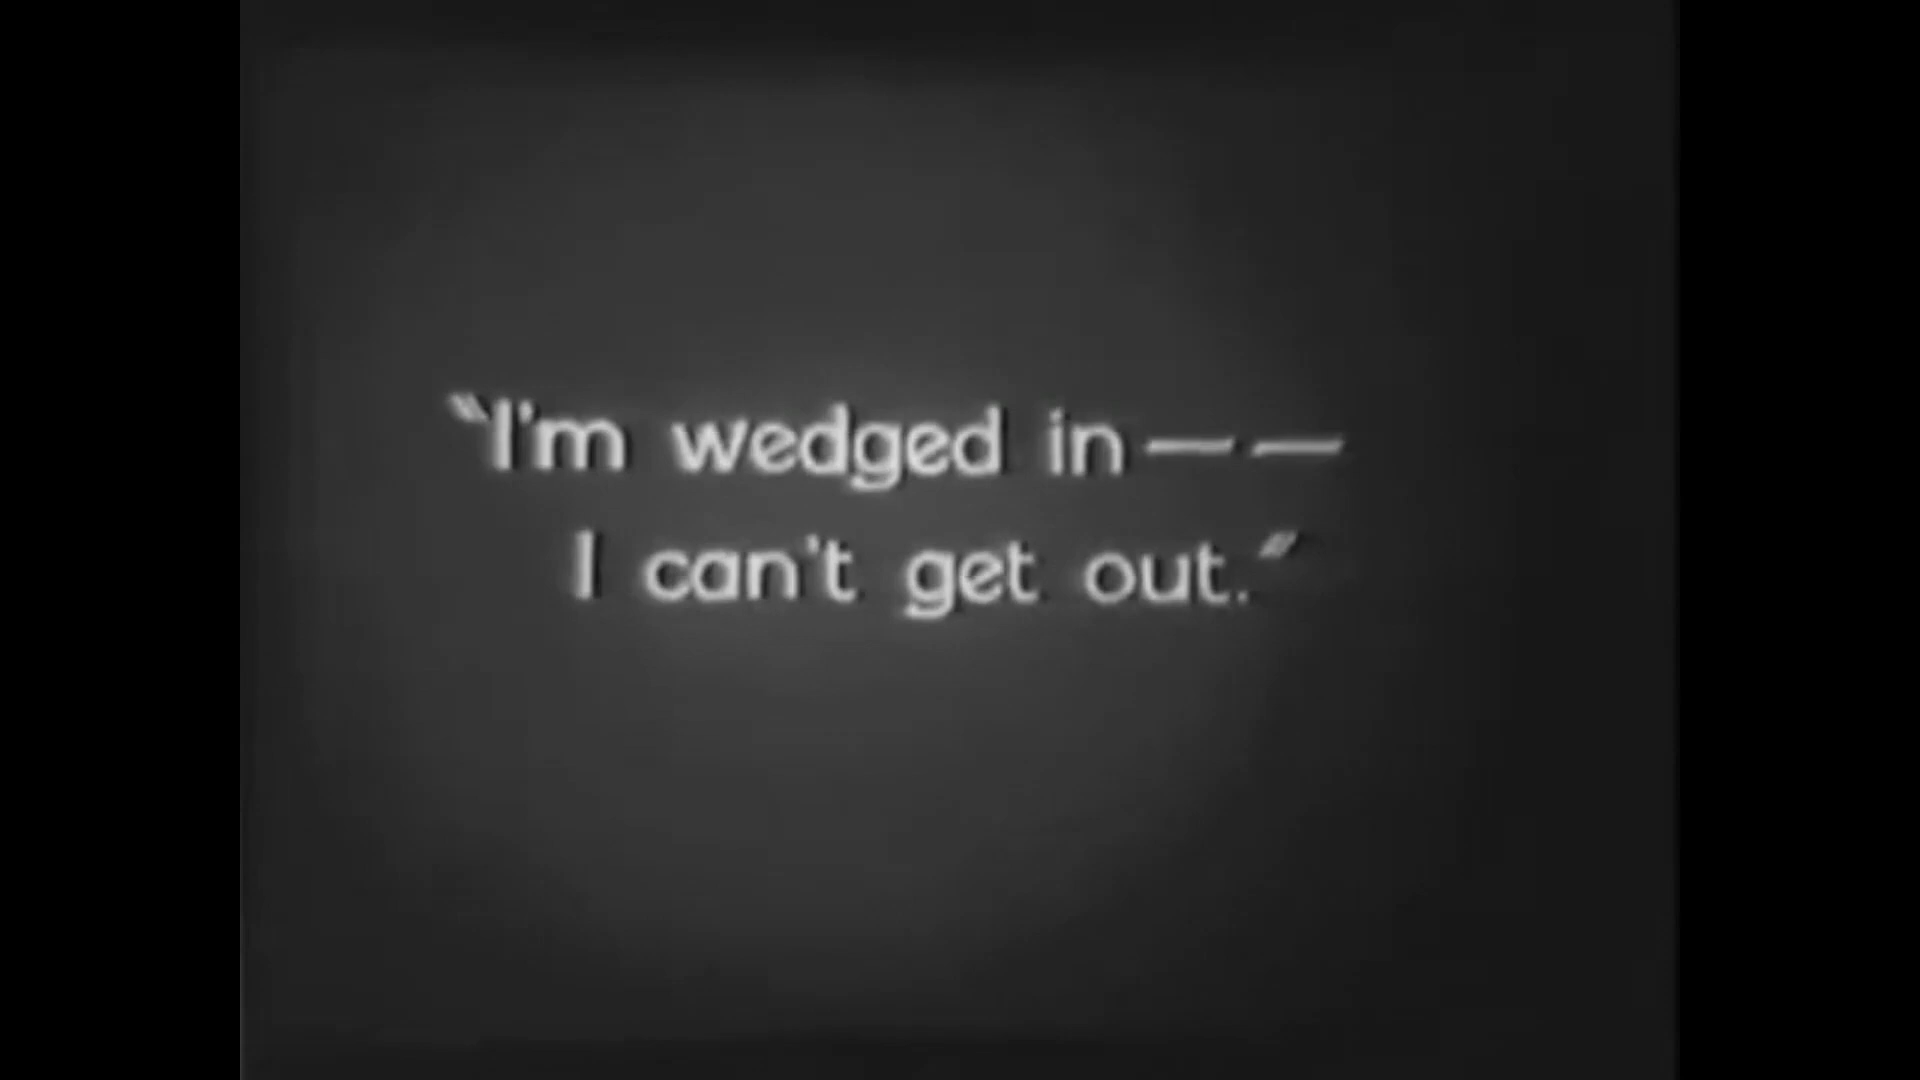 "I'm wedged in — —
I can't get out."